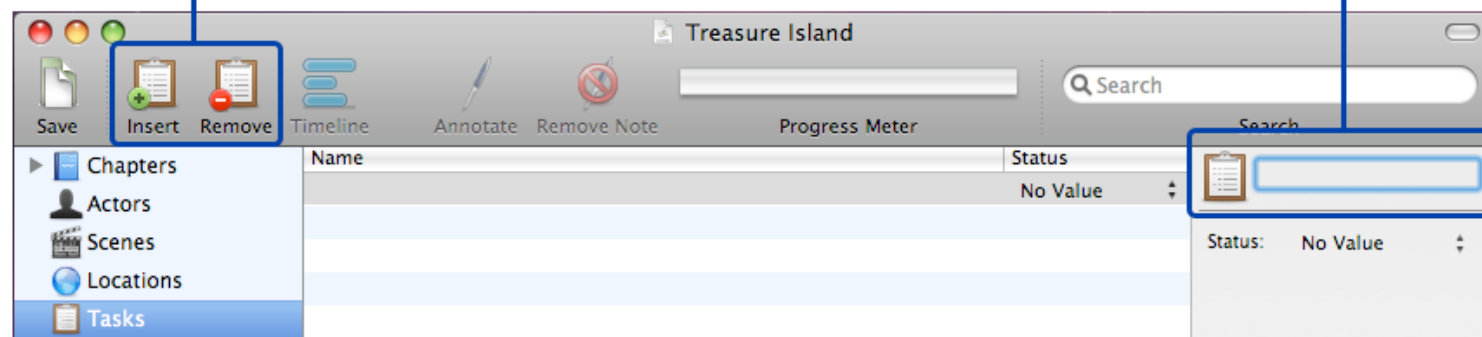 Treasure Island
Search
Save Insert Remove Timeline Annotate Remove Note Progress Meter Search
Chapters
Actors
Scenes
Locations
Tasks
Name Status
No Value
Status: No Value